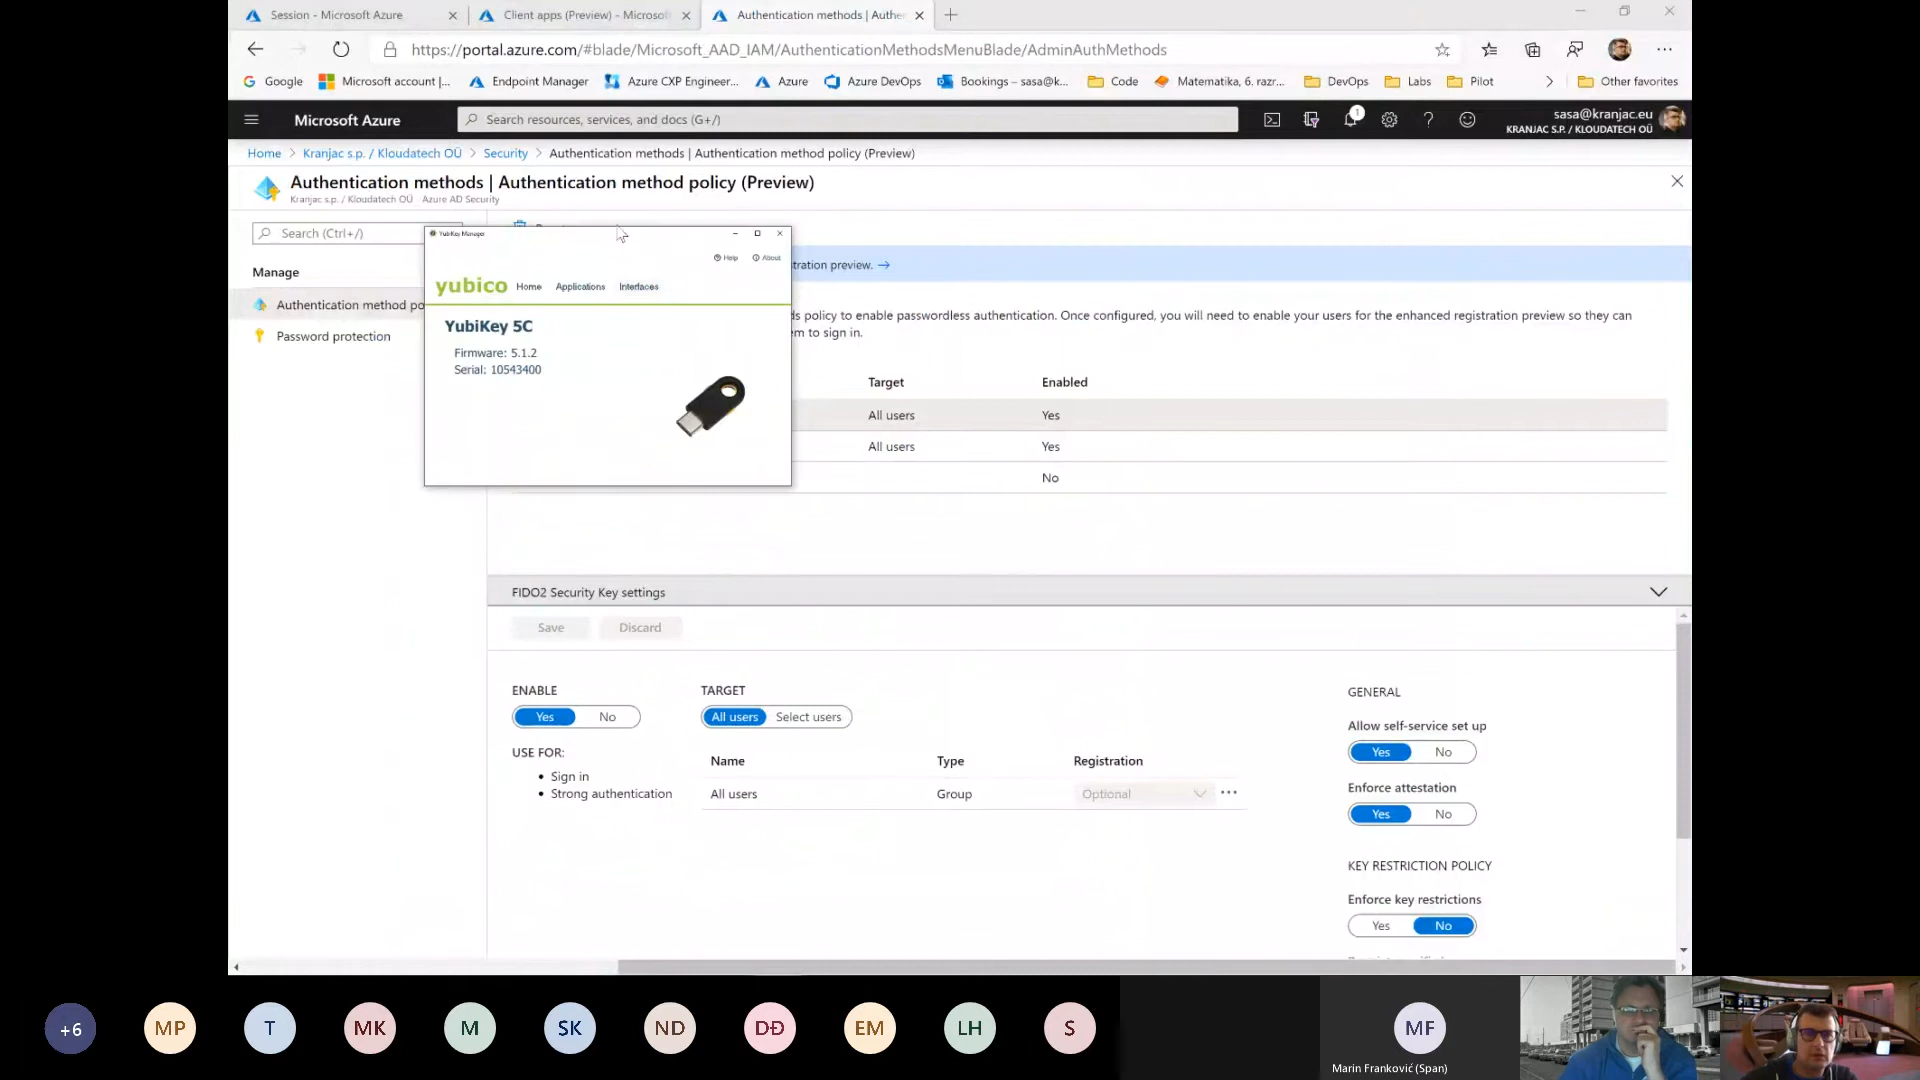 Session - Microsoft Azure
Client apps (Preview) - Microsoft
Authentication methods | Authen
https://portal.azure.com/#blade/Microsoft_AAD_IAM/AuthenticationMethodsMenuBlade/AdminAuthMethods
Google
Microsoft account |...
Endpoint Manager
Azure CXP Engineer...
Azure
Azure DevOps
Bookings – sasa@k...
Code
Matematika, 6. razr...
DevOps
Labs
Pilot
Other favorites
Microsoft Azure
Search resources, services, and docs (G+/)
1
sasa@kranjac.eu
KRANJAC S.P. / KLOUDATECH OÜ
Home > Kranjac s.p. / Kloudatech OÜ > Security > Authentication methods | Authentication method policy (Preview)
Authentication methods | Authentication method policy (Preview)
Kranjac s.p. / Kloudatech OÜ - Azure AD Security
Search (Ctrl+/)
Manage
Authentication method po
Password protection
YubiKey Manager
Help
About
yubico
Home
Applications
Interfaces
YubiKey 5C
Firmware: 5.1.2
Serial: 10543400
tration preview. →
ds policy to enable passwordless authentication. Once configured, you will need to enable your users for the enhanced registration preview so they can
em to sign in.
Target
Enabled
All users
Yes
All users
Yes
No
FIDO2 Security Key settings
Save
Discard
ENABLE
Yes
No
USE FOR:
• Sign in
• Strong authentication
TARGET
All users
Select users
Name
Type
Registration
All users
Group
Optional
GENERAL
Allow self-service set up
Yes
No
Enforce attestation
Yes
No
KEY RESTRICTION POLICY
Enforce key restrictions
Yes
No
+6
MP
T
MK
M
SK
ND
DĐ
EM
LH
S
MF
Marin Franković (Span)